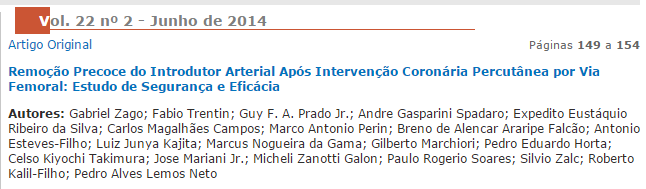 Vol. 22 nº 2 - Junho de 2014
Artigo Original
Páginas 149 a 154
Remoção Precoce do Introdutor Arterial Após Intervenção Coronária Percutânea por Via
Femoral: Estudo de Segurança e Eficácia
Autores: Gabriel Zago; Fabio Trentin; Guy F. A. Prado Jr.; Andre Gasparini Spadaro; Expedito Eustáquio
Ribeiro da Silva; Carlos Magalhães Campos; Marco Antonio Perin; Breno de Alencar Araripe Falcão; Antonio
Esteves-Filho; Luiz Junya Kajita; Marcus Nogueira da Gama; Gilberto Marchiori; Pedro Eduardo Horta;
Celso Kiyochi Takimura; Jose Mariani Jr.; Micheli Zanotti Galon; Paulo Rogerio Soares; Silvio Zalc; Roberto
Kalil-Filho; Pedro Alves Lemos Neto